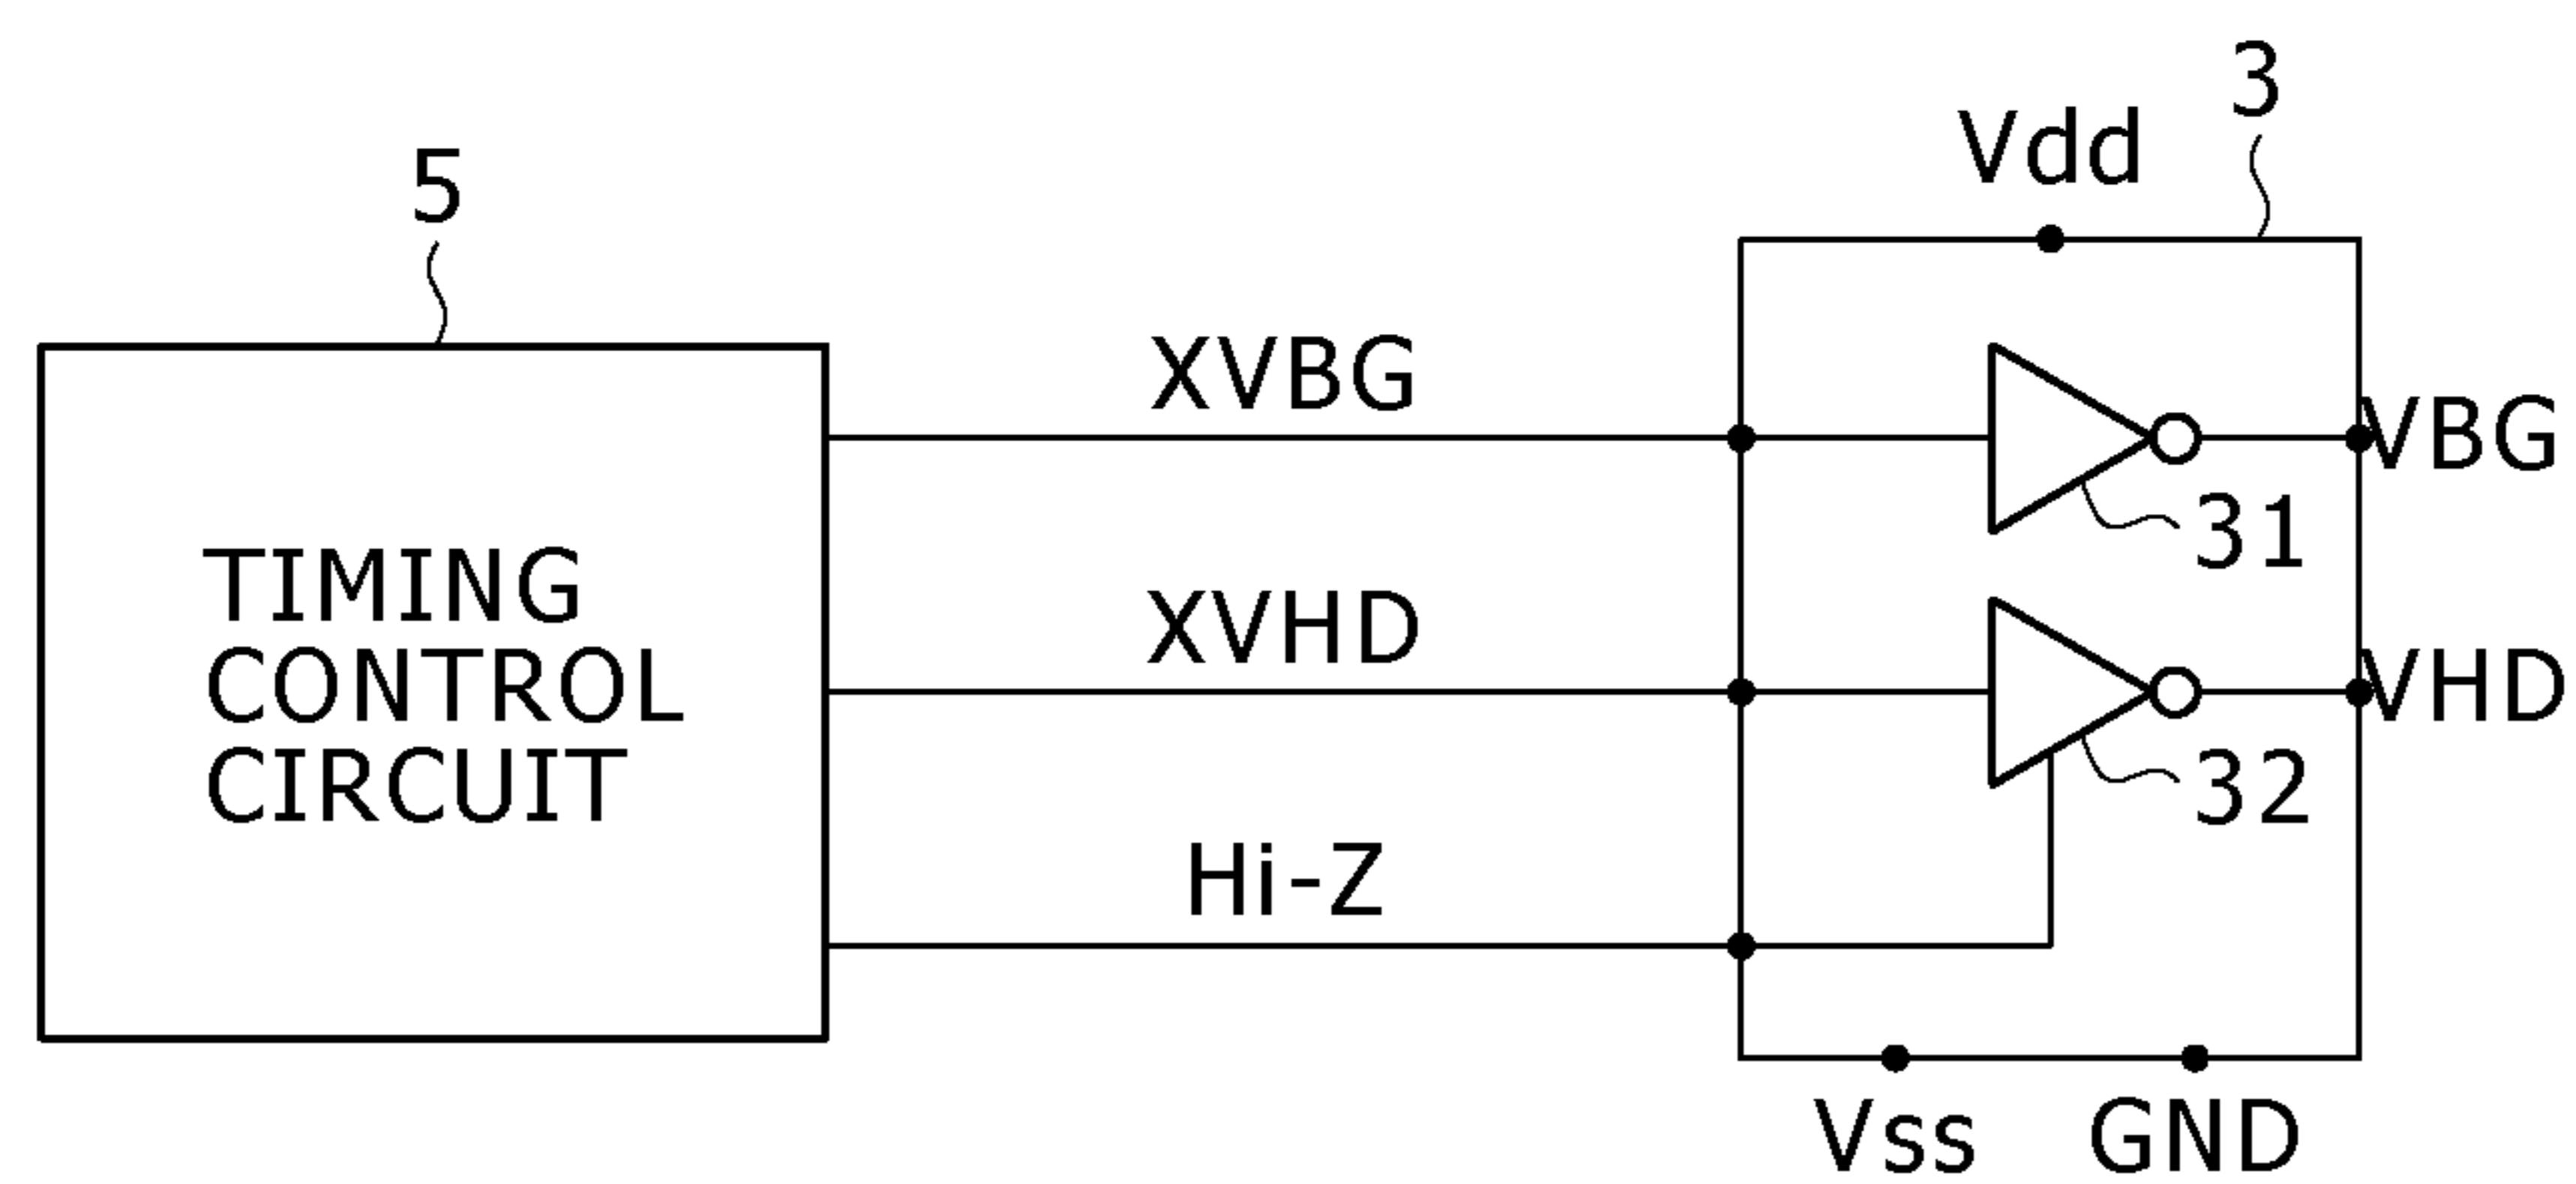 3
Vdd
5
XVBG
VBG
31
TIMING
CONTROL
CIRCUIT
XVHD
VHD
32
Hi-Z
Vss
GND